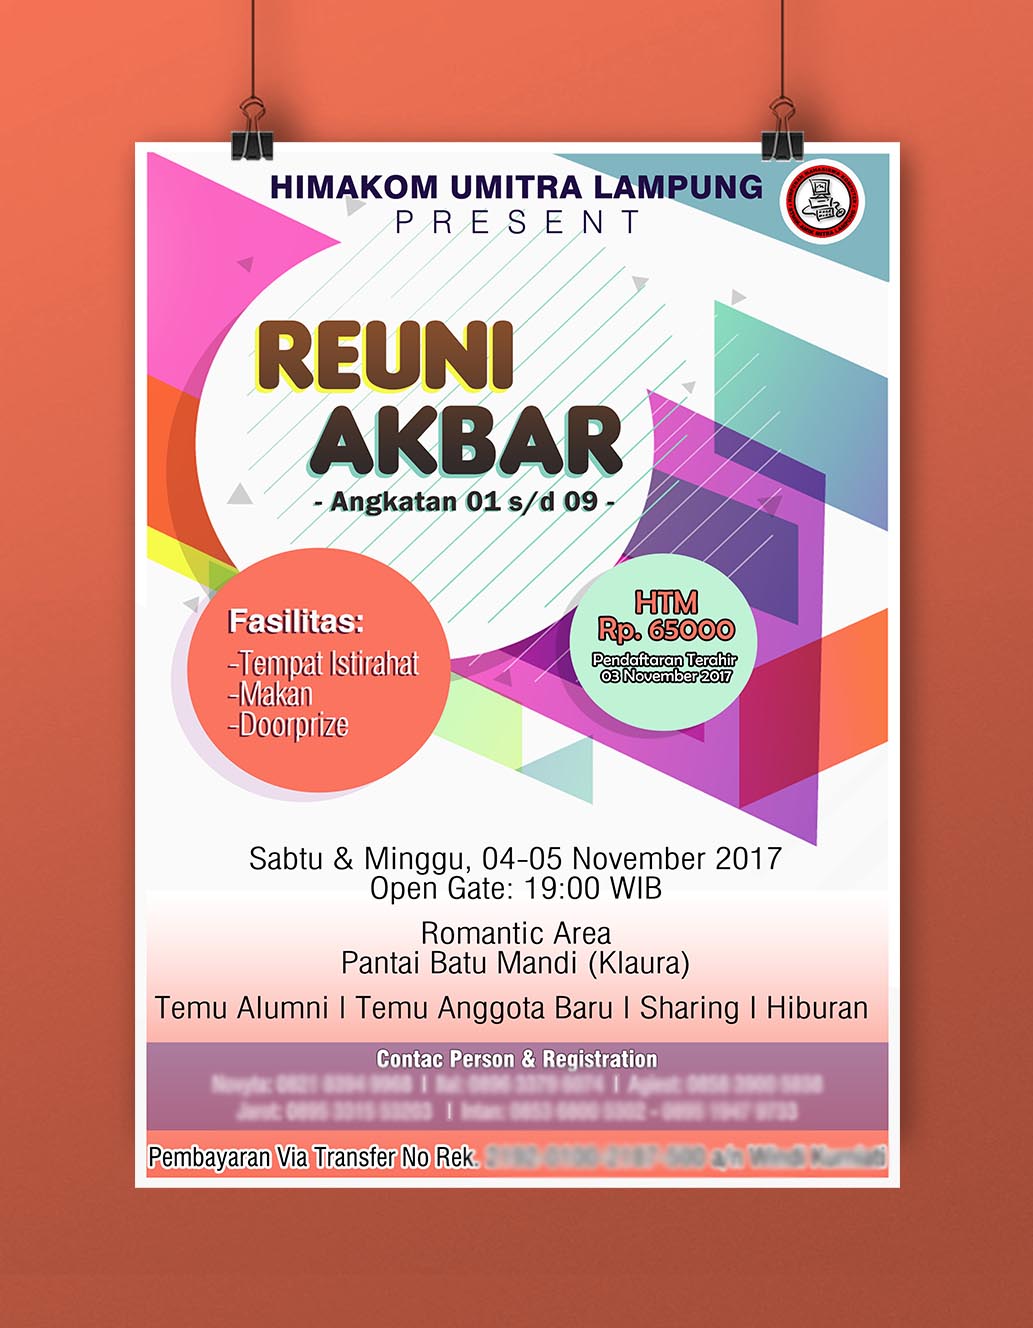 HIMAKOM UMITRA LAMPUNG
PRESENT
REUNI
AKBAR
- Angkatan 01 s/d 09 -
Fasilitas:
-Tempat Istirahat
-Makan
-Doorprize
HTM
Rp. 65000
Pendaftaran Terahir
03 November 2017
Sabtu & Minggu, 04-05 November 2017
Open Gate: 19:00 WIB
Romantic Area
Pantai Batu Mandi (Klaura)
Temu Alumni | Temu Anggota Baru | Sharing | Hiburan
Contac Person & Registration
Pembayaran Via Transfer No Rek.